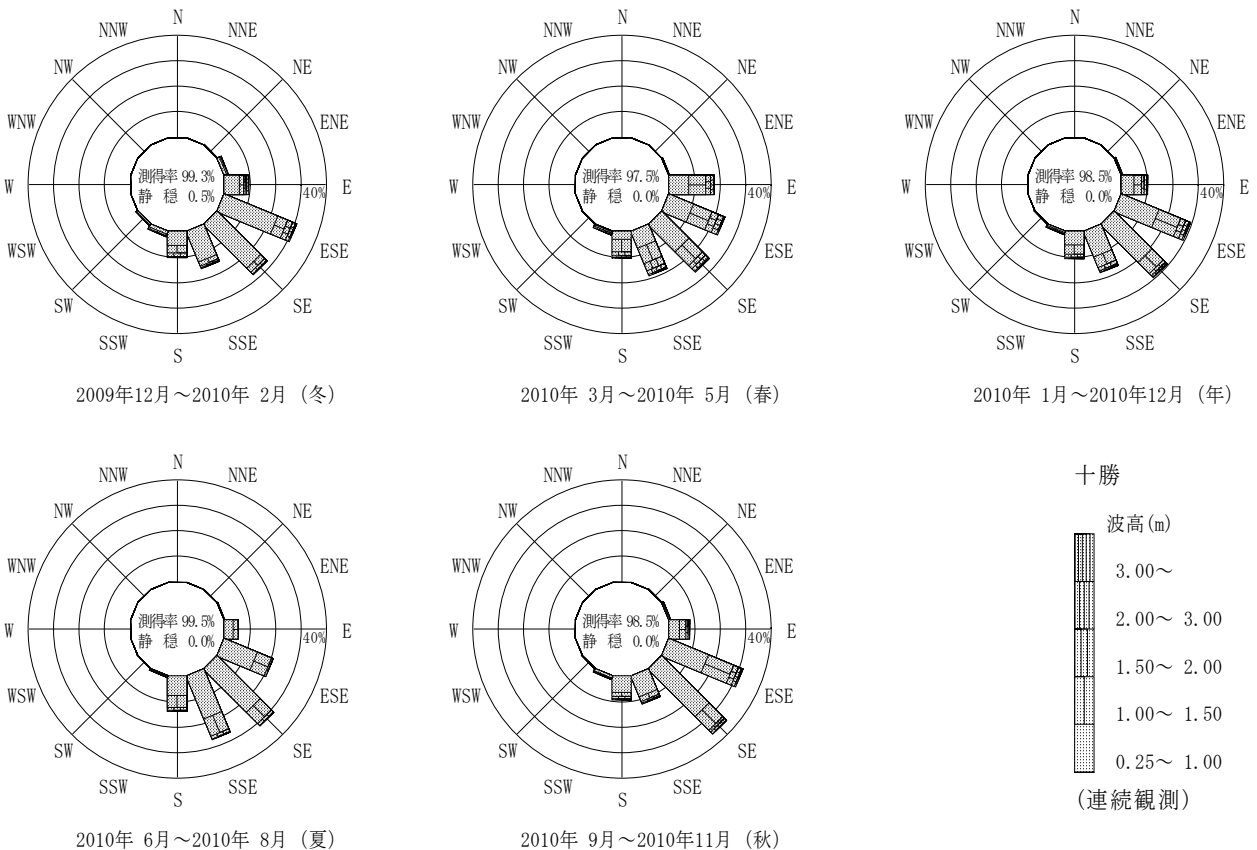 N
NNW NNE
NW NE
WNW ENE
測得率 99.3%
静 穏 0.5%
W 40% E
WSW ESE
SW SE
SSW SSE
S
2009年12月～2010年 2月 (冬)
N
NNW NNE
NW NE
WNW ENE
測得率 97.5%
静 穏 0.0%
W 40% E
WSW ESE
SW SE
SSW SSE
S
2010年 3月～2010年 5月 (春)
N
NNW NNE
NW NE
WNW ENE
測得率 98.5%
静 穏 0.0%
W 40% E
WSW ESE
SW SE
SSW SSE
S
2010年 1月～2010年12月 (年)
N
NNW NNE
NW NE
WNW ENE
測得率 99.5%
静 穏 0.0%
W 40% E
WSW ESE
SW SE
SSW SSE
S
2010年 6月～2010年 8月 (夏)
N
NNW NNE
NW NE
WNW ENE
測得率 98.5%
静 穏 0.0%
W 40% E
WSW ESE
SW SE
SSW SSE
S
2010年 9月～2010年11月 (秋)
十勝
波高(m)
3.00～
2.00～ 3.00
1.50～ 2.00
1.00～ 1.50
0.25～ 1.00
(連続観測)